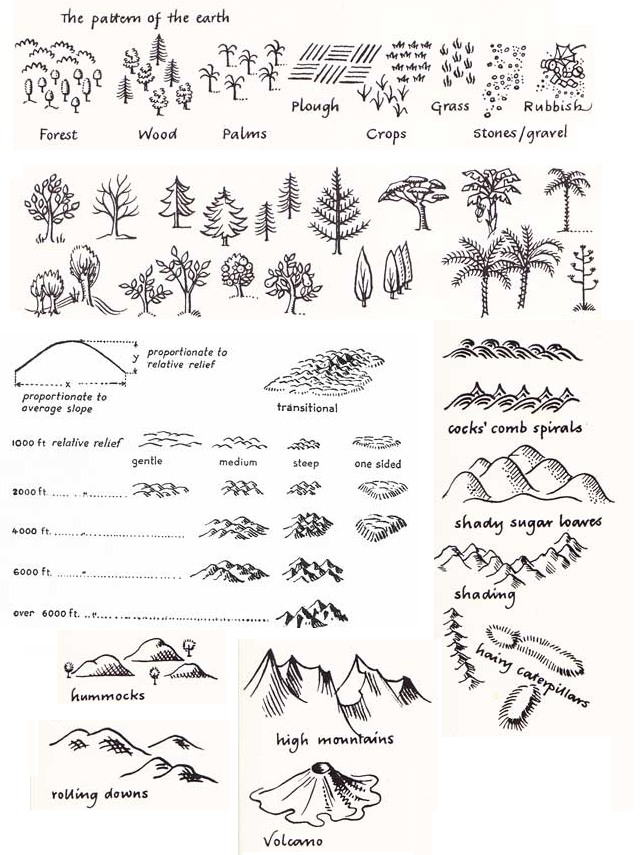 The pattern of the earth
Plough
Grass
Rubbish
Forest
Wood
Palms
Crops
Stones/gravel
y
proportionate to
relative relief
x
proportionate to
average slope
transitional
1000 ft relative relief
gentle
medium
steep
one sided
2000 ft. ...... " ..................
4000 ft. ...... " ..................
6000 ft. ...... " ..................
over 6000 ft. .. " ..................
cocks' comb spirals
shady sugar loaves
shading
hairy caterpillars
hummocks
high mountains
rolling downs
Volcano